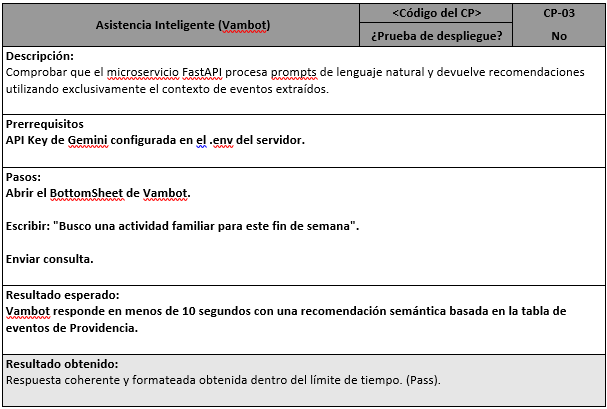 Asistencia Inteligente (Vambot)
<Código del CP>
CP-03
¿Prueba de despliegue?
No
Descripción:
Comprobar que el microservicio FastAPI procesa prompts de lenguaje natural y devuelve recomendaciones
utilizando exclusivamente el contexto de eventos extraídos.
Prerrequisitos
API Key de Gemini configurada en el .env del servidor.
Pasos:
Abrir el BottomSheet de Vambot.
Escribir: "Busco una actividad familiar para este fin de semana".
Enviar consulta.
Resultado esperado:
Vambot responde en menos de 10 segundos con una recomendación semántica basada en la tabla de
eventos de Providencia.
Resultado obtenido:
Respuesta coherente y formateada obtenida dentro del límite de tiempo. (Pass).